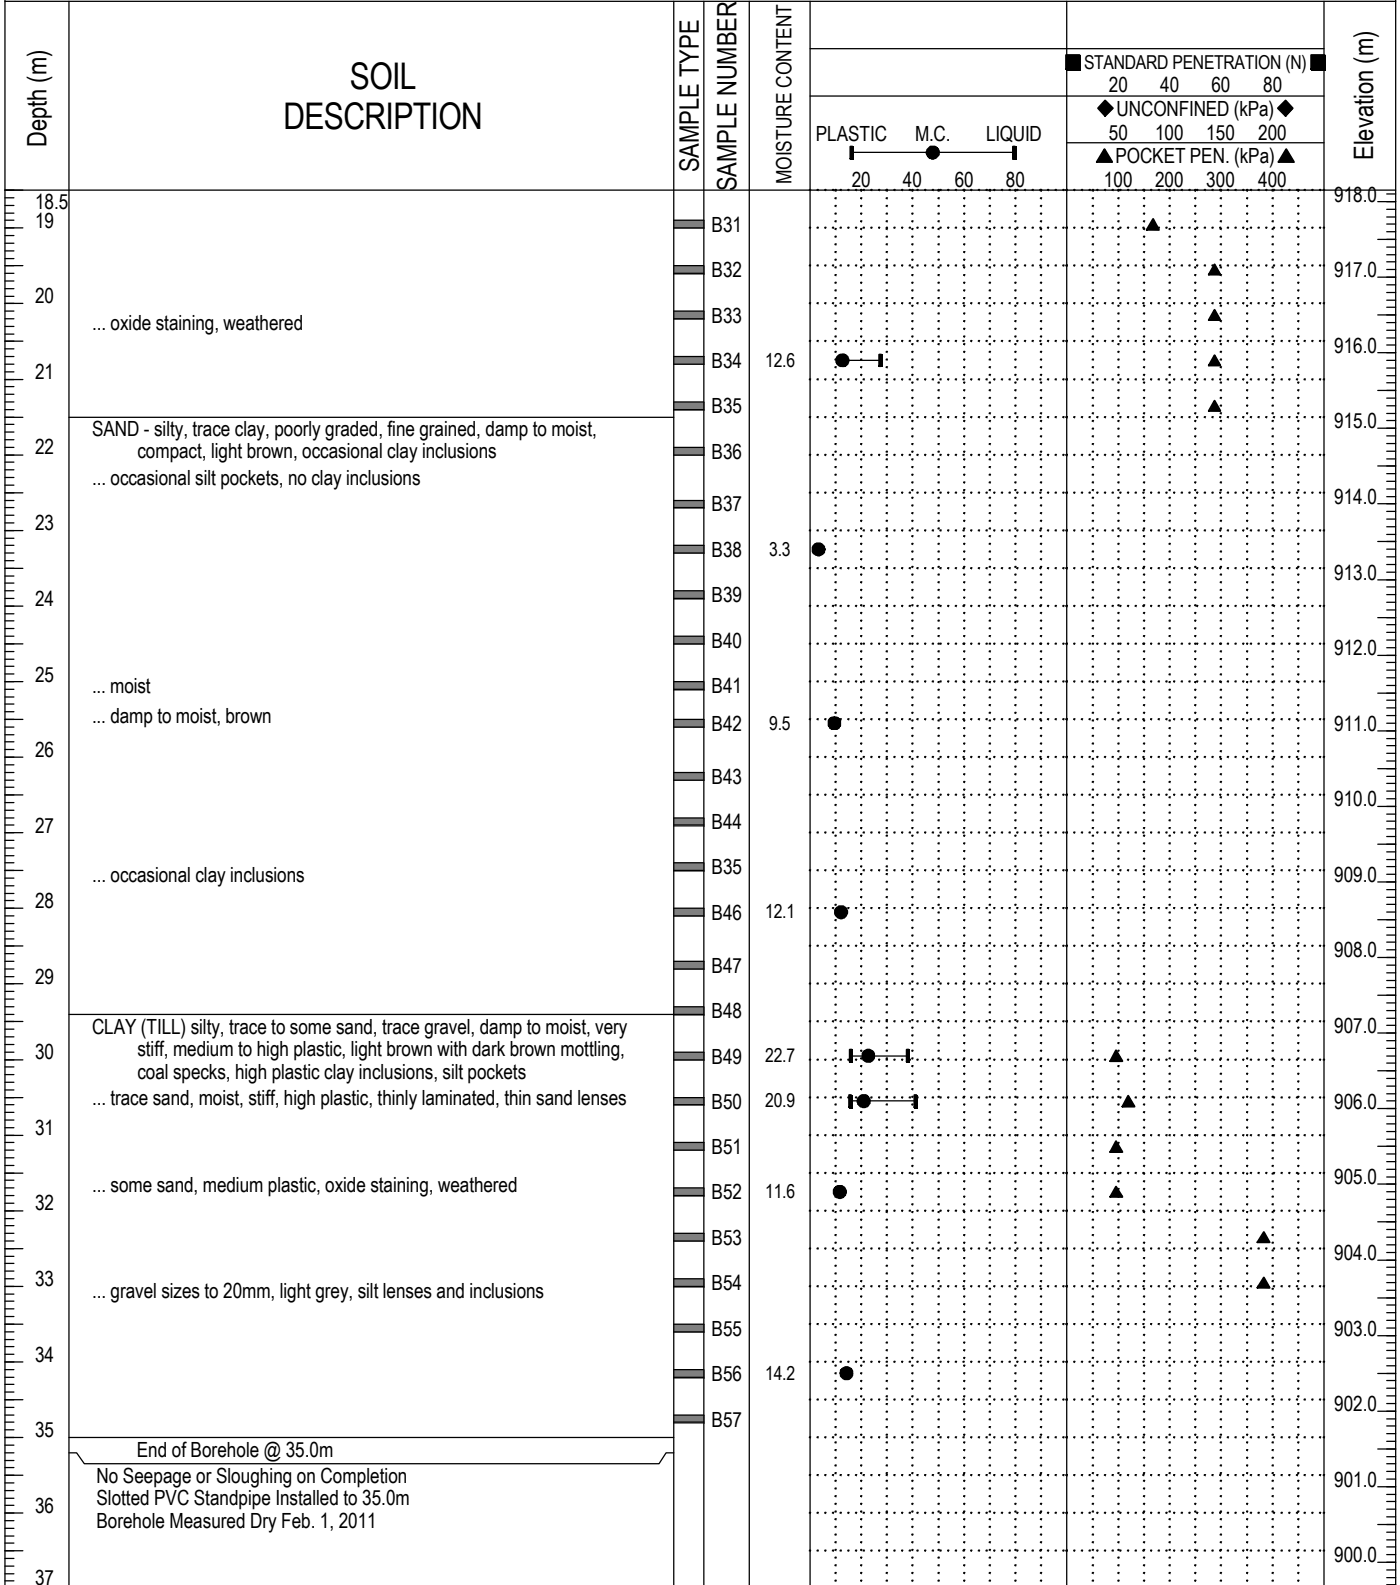 Depth (m)
SOIL
DESCRIPTION
SAMPLE TYPE
SAMPLE NUMBER
MOISTURE CONTENT
PLASTIC M.C. LIQUID
20 40 60 80
STANDARD PENETRATION (N)
20 40 60 80
UNCONFINED (kPa)
50 100 150 200
POCKET PEN. (kPa)
100 200 300 400
Elevation (m)
918.0
18.5
19
B31
B32
917.0
20
B33
... oxide staining, weathered
916.0
B34 12.6
21
B35
915.0
SAND - silty, trace clay, poorly graded, fine grained, damp to moist,
compact, light brown, occasional clay inclusions
22
B36
... occasional silt pockets, no clay inclusions
914.0
B37
23
B38 3.3
913.0
B39
24
B40
912.0
25
... moist
B41
... damp to moist, brown
B42 9.5
911.0
26
B43
910.0
B44
27
B35
... occasional clay inclusions
909.0
28
B46 12.1
908.0
B47
29
B48
CLAY (TILL) silty, trace to some sand, trace gravel, damp to moist, very
stiff, medium to high plastic, light brown with dark brown mottling,
coal specks, high plastic clay inclusions, silt pockets
907.0
30
B49 22.7
... trace sand, moist, stiff, high plastic, thinly laminated, thin sand lenses
B50 20.9
906.0
31
B51
905.0
... some sand, medium plastic, oxide staining, weathered
B52 11.6
32
B53
904.0
33
B54
... gravel sizes to 20mm, light grey, silt lenses and inclusions
B55
903.0
34
B56 14.2
902.0
B57
35
End of Borehole @ 35.0m
No Seepage or Sloughing on Completion
901.0
Slotted PVC Standpipe Installed to 35.0m
36
Borehole Measured Dry Feb. 1, 2011
900.0
37